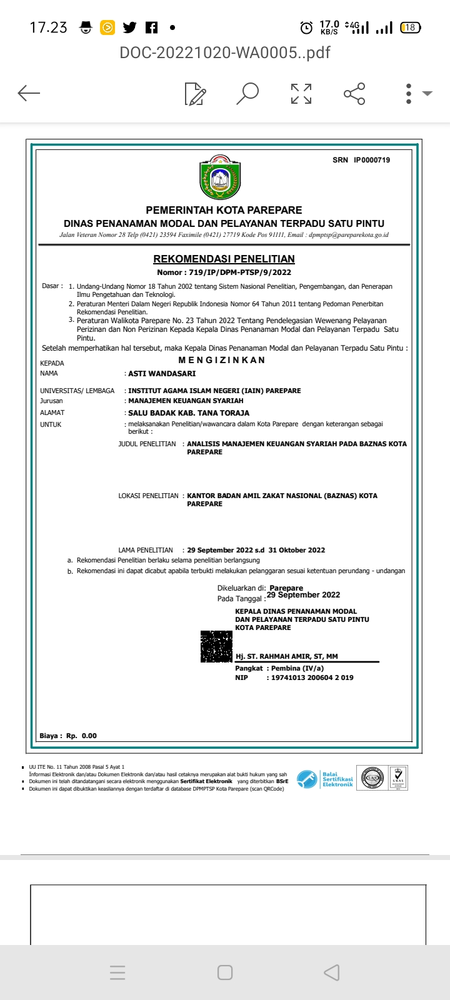 17.23
17.0 KB/S
4G
18
DOC-20221020-WA0005..pdf
SRN IP0000719
PEMERINTAH KOTA PAREPARE
DINAS PENANAMAN MODAL DAN PELAYANAN TERPADU SATU PINTU
Jalan Veteran Nomor 28 Telp (0421) 23594 Faximile (0421) 27719 Kode Pos 91111, Email : dpmptsp@pareparekota.go.id
REKOMENDASI PENELITIAN
Nomor : 719/IP/DPM-PTSP/9/2022
Dasar : 1. Undang-Undang Nomor 18 Tahun 2002 tentang Sistem Nasional Penelitian, Pengembangan, dan Penerapan
Ilmu Pengetahuan dan Teknologi.
2. Peraturan Menteri Dalam Negeri Republik Indonesia Nomor 64 Tahun 2011 tentang Pedoman Penerbitan
Rekomendasi Penelitian.
3. Peraturan Walikota Parepare No. 23 Tahun 2022 Tentang Pendelegasian Wewenang Pelayanan
Perizinan dan Non Perizinan Kepada Kepala Dinas Penanaman Modal dan Pelayanan Terpadu Satu
Pintu.
Setelah memperhatikan hal tersebut, maka Kepala Dinas Penanaman Modal dan Pelayanan Terpadu Satu Pintu :
MENGIZINKAN
KEPADA
NAMA : ASTI WANDASARI
UNIVERSITAS/ LEMBAGA : INSTITUT AGAMA ISLAM NEGERI (IAIN) PAREPARE
Jurusan : MANAJEMEN KEUANGAN SYARIAH
ALAMAT : SALU BADAK KAB. TANA TORAJA
UNTUK : melaksanakan Penelitian/wawancara dalam Kota Parepare dengan keterangan sebagai
berikut :
JUDUL PENELITIAN : ANALISIS MANAJEMEN KEUANGAN SYARIAH PADA BAZNAS KOTA
PAREPARE
LOKASI PENELITIAN : KANTOR BADAN AMIL ZAKAT NASIONAL (BAZNAS) KOTA
PAREPARE
LAMA PENELITIAN : 29 September 2022 s.d 31 Oktober 2022
a. Rekomendasi Penelitian berlaku selama penelitian berlangsung
b. Rekomendasi ini dapat dicabut apabila terbukti melakukan pelanggaran sesuai ketentuan perundang - undangan
Dikeluarkan di: Parepare
Pada Tanggal : 29 September 2022
KEPALA DINAS PENANAMAN MODAL
DAN PELAYANAN TERPADU SATU PINTU
KOTA PAREPARE
Hj. ST. RAHMAH AMIR, ST, MM
Pangkat : Pembina (IV/a)
NIP : 19741013 200604 2 019
Biaya : Rp. 0.00
UU ITE No. 11 Tahun 2008 Pasal 5 Ayat 1
Informasi Elektronik dan/atau Dokumen Elektronik dan/atau hasil cetaknya merupakan alat bukti hukum yang sah
Dokumen ini telah ditandatangani secara elektronik menggunakan Sertifikat Elektronik yang diterbitkan BSrE
Dokumen ini dapat dibuktikan keasliannya dengan terdaftar di database DPMPTSP Kota Parepare (scan QRCode)
Balai
Sertifikasi
Elektronik
URS
UKAS